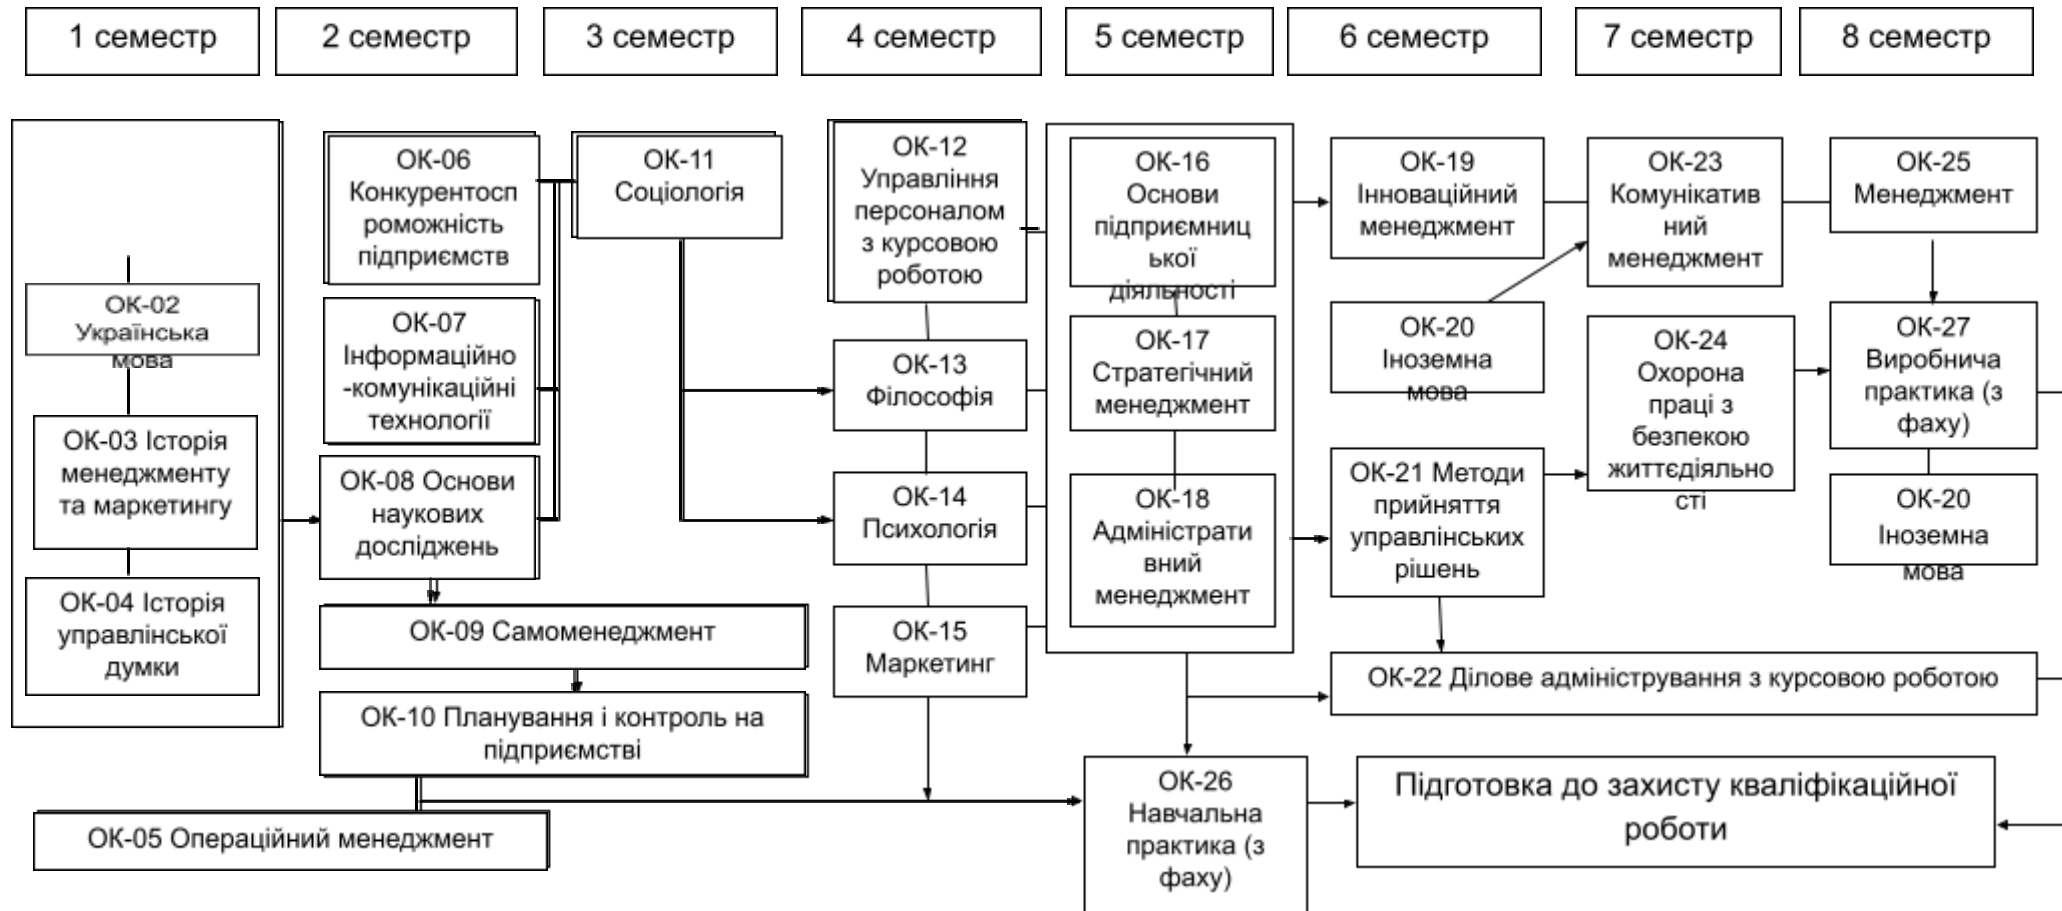 1 семестр
2 семестр
3 семестр
4 семестр
5 семестр
6 семестр
7 семестр
8 семестр
ОК-02
Українська
мова
ОК-03 Історія
менеджменту
та маркетингу
ОК-04 Історія
управлінської
думки
ОК-05 Операційний менеджмент
ОК-06
Конкурентосп
роможність
підприємств
ОК-07
Інформаційно
-комунікаційні
технології
ОК-08 Основи
наукових
досліджень
ОК-09 Самоменеджмент
ОК-10 Планування і контроль на
підприємстві
ОК-11
Соціологія
ОК-12
Управління
персоналом
з курсовою
роботою
ОК-13
Філософія
ОК-14
Психологія
ОК-15
Маркетинг
ОК-16
Основи
підприємниц
ької
діяльності
ОК-17
Стратегічний
менеджмент
ОК-18
Адміністрати
вний
менеджмент
ОК-26
Навчальна
практика (з
фаху)
ОК-19
Інноваційний
менеджмент
ОК-20
Іноземна
мова
ОК-21 Методи
прийняття
управлінських
рішень
ОК-22 Ділове адміністрування з курсовою роботою
ОК-23
Комунікатив
ний
менеджмент
ОК-24
Охорона
праці з
безпекою
життєдіяльно
сті
ОК-25
Менеджмент
ОК-27
Виробнича
практика (з
фаху)
ОК-20
Іноземна
мова
Підготовка до захисту кваліфікаційної
роботи